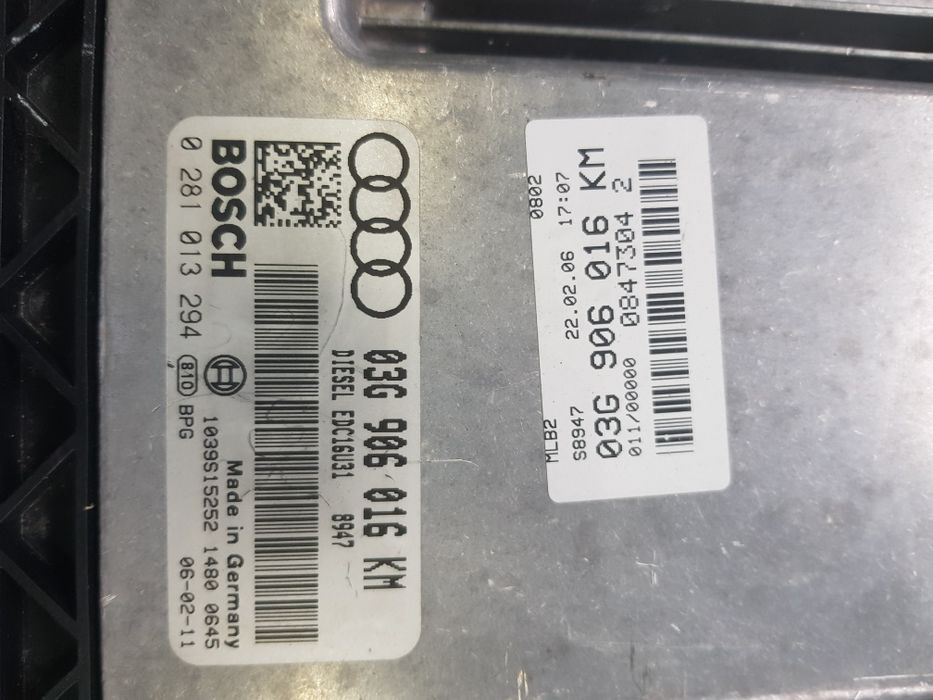 03G 906 016 KM
DIESEL EDC16U31 8947
BOSCH
Made in Germany
0 281 013 294
810 BPG
1039S15252 1480 0645
06-02-11
0802
MLB2
S8947 22.02.06 17:07
03G 906 016 KM
011/00000 0847304 2